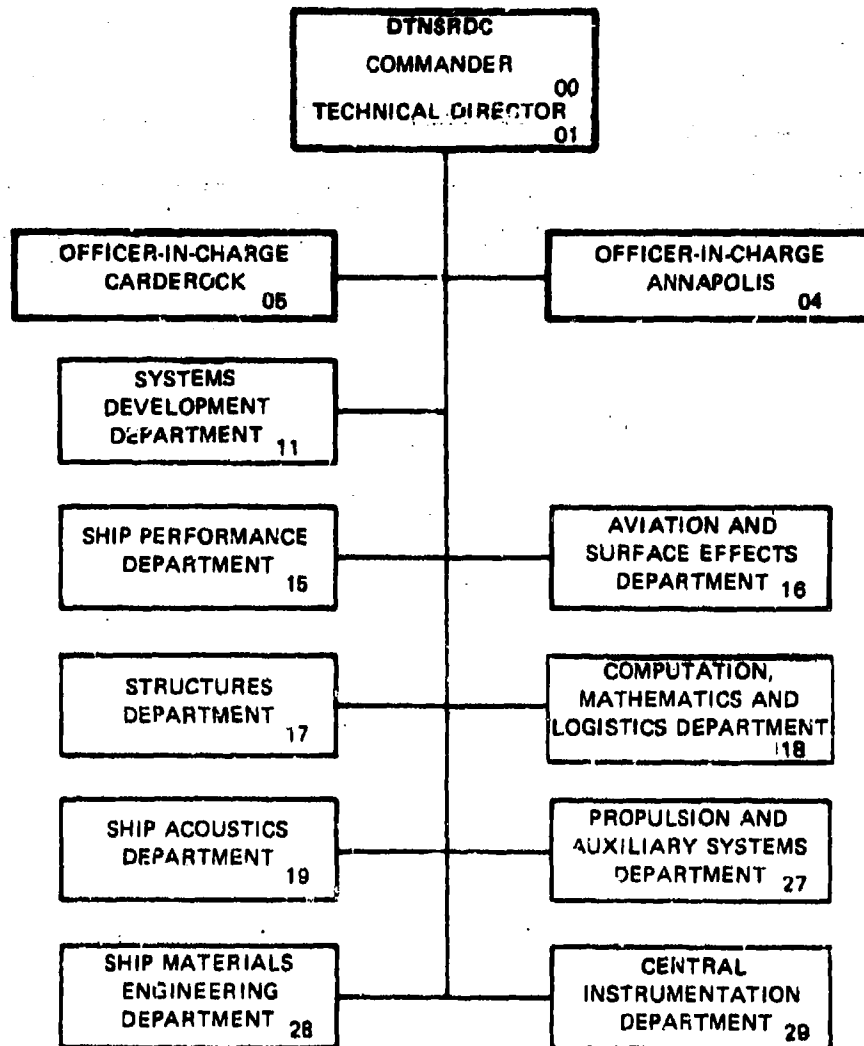 DTNSRDC
COMMANDER
00
TECHNICAL DIRECTOR
01
OFFICER-IN-CHARGE
CARDEROCK
05
OFFICER-IN-CHARGE
ANNAPOLIS
04
SYSTEMS
DEVELOPMENT
DEPARTMENT
11
SHIP PERFORMANCE
DEPARTMENT
15
AVIATION AND
SURFACE EFFECTS
DEPARTMENT
16
STRUCTURES
DEPARTMENT
17
COMPUTATION,
MATHEMATICS AND
LOGISTICS DEPARTMENT
18
SHIP ACOUSTICS
DEPARTMENT
19
PROPULSION AND
AUXILIARY SYSTEMS
DEPARTMENT
27
SHIP MATERIALS
ENGINEERING
DEPARTMENT
28
CENTRAL
INSTRUMENTATION
DEPARTMENT
29